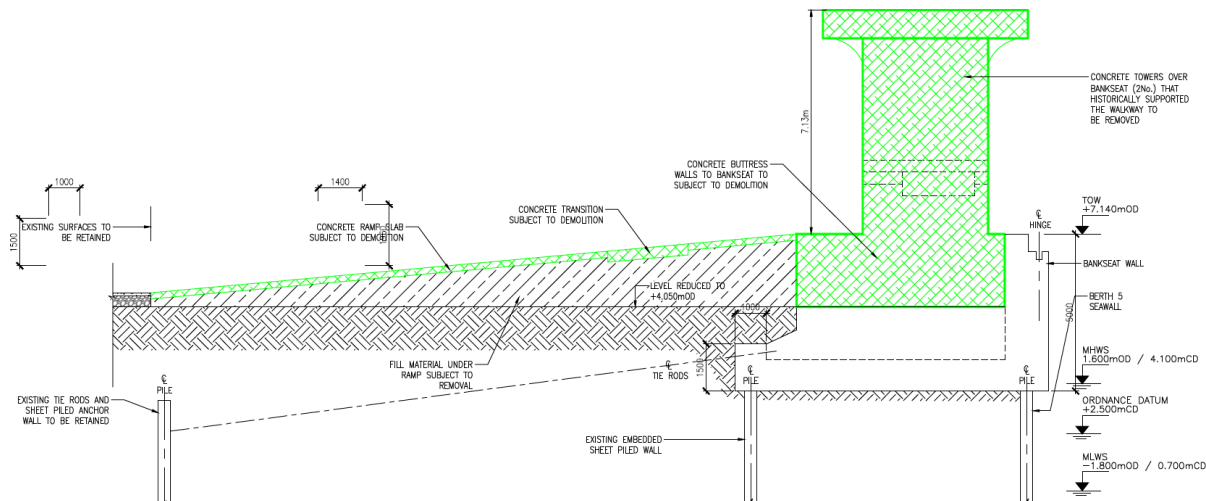 CONCRETE TOWERS OVER
BANKSEAT (2No.) THAT
HISTORICALLY SUPPORTED
THE WALKWAY TO
BE REMOVED
7.13m
CONCRETE BUTTRESS
WALLS TO BANKSEAT TO
SUBJECT TO DEMOLITION
1000
1400
CONCRETE TRANSITION
SUBJECT TO DEMOLITION
TOW
+7.140mOD
℄
HINGE
EXISTING SURFACES TO
BE RETAINED
1500
CONCRETE RAMP SLAB
SUBJECT TO DEMOLITION
BANKSEAT WALL
LEVEL REDUCED TO
+4,050mOD
1000
BERTH 5
SEAWALL
5000
FILL MATERIAL UNDER
RAMP SUBJECT TO
REMOVAL
℄
TIE RODS
1500
MHWS
1.600mOD / 4.100mCD
℄
PILE
℄
PILE
℄
PILE
EXISTING TIE RODS AND
SHEET PILED ANCHOR
WALL TO BE RETAINED
ORDNANCE DATUM
+2.500mCD
EXISTING EMBEDDED
SHEET PILED WALL
MLWS
-1.800mOD / 0.700mCD